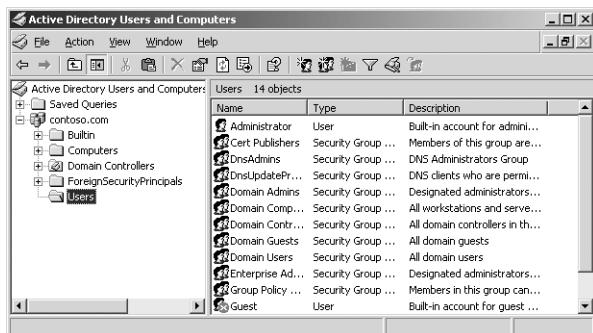 Active Directory Users and Computers
File Action View Window Help
Active Directory Users and Computers
Saved Queries
contoso.com
Builtin
Computers
Domain Controllers
ForeignSecurityPrincipals
Users
Users 14 objects
Name Type Description
Administrator User Built-in account for admini...
Cert Publishers Security Group ... Members of this group are...
DnsAdmins Security Group ... DNS Administrators Group
DnsUpdatePr... Security Group ... DNS clients who are permi...
Domain Admins Security Group ... Designated administrators...
Domain Comp... Security Group ... All workstations and serve...
Domain Contr... Security Group ... All domain controllers in th...
Domain Guests Security Group ... All domain guests
Domain Users Security Group ... All domain users
Enterprise Ad... Security Group ... Designated administrators...
Group Policy ... Security Group ... Members in this group can...
Guest User Built-in account for guest ...